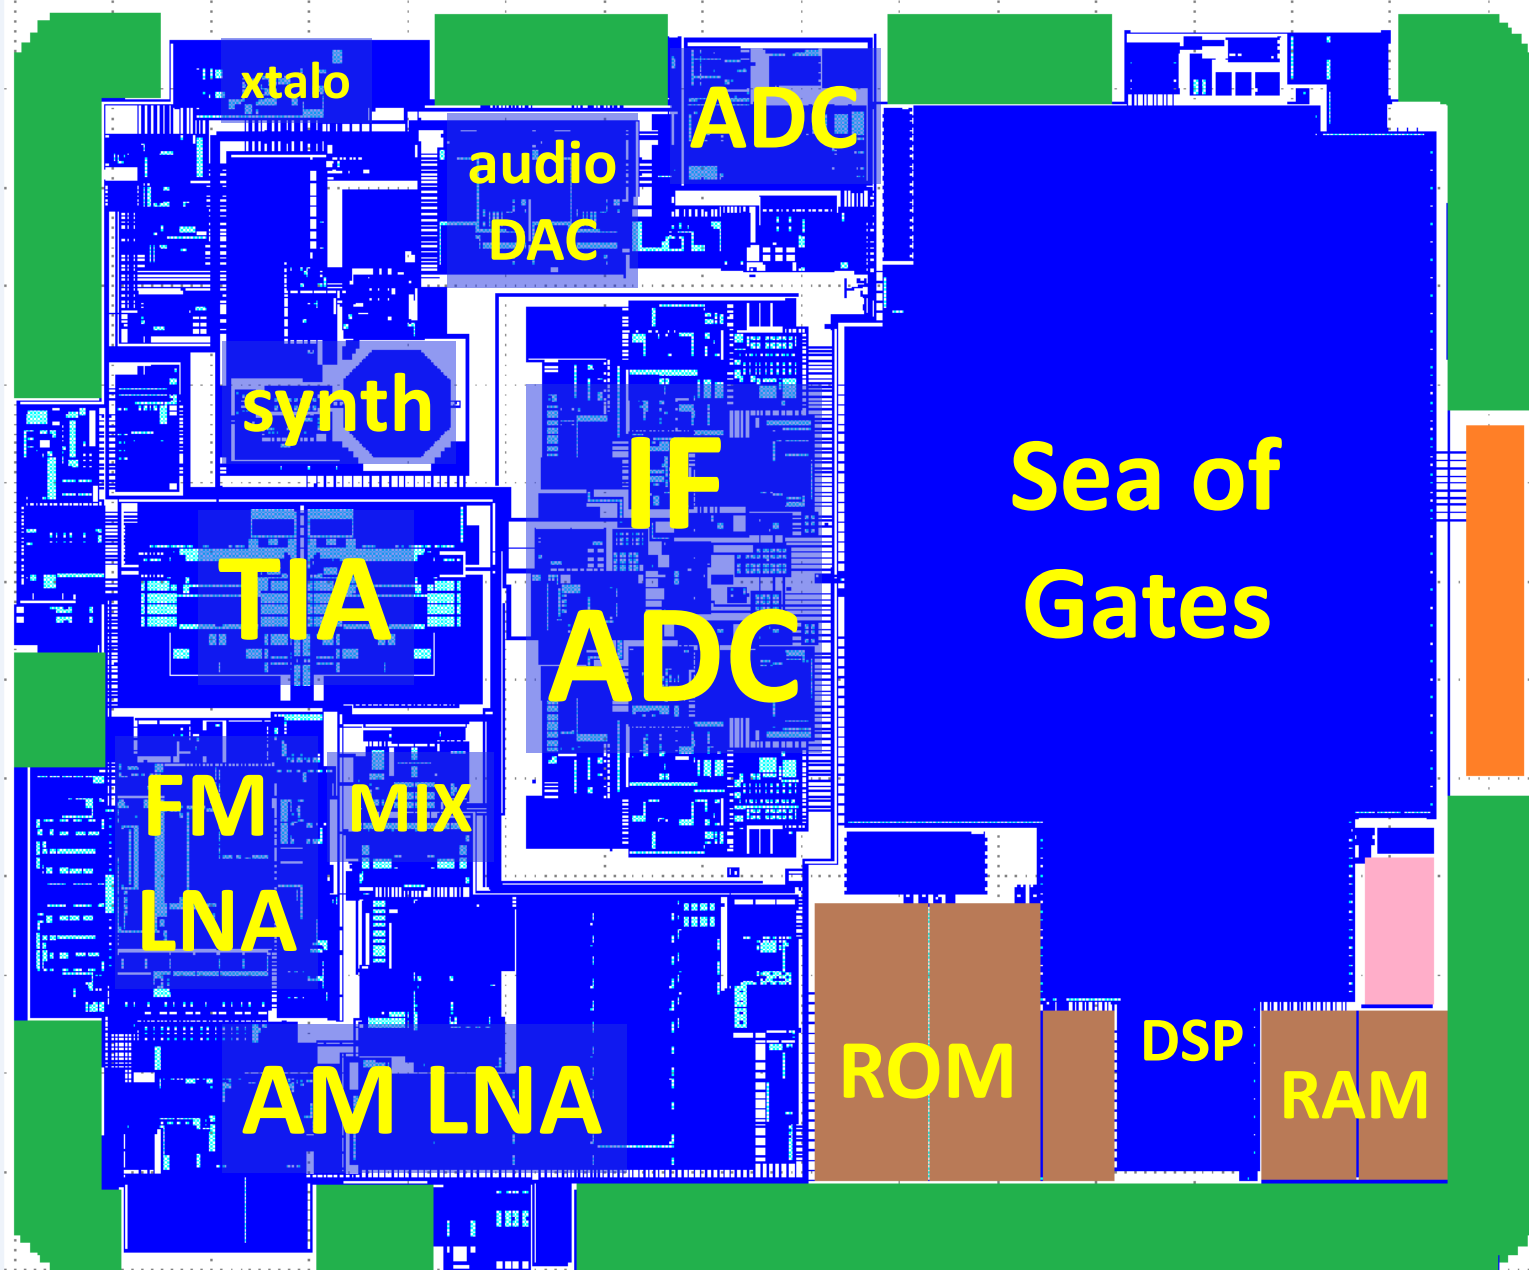 xtalo
ADC
audio
DAC
synth
IF
ADC
Sea of
Gates
TIA
FM
LNA
MIX
AM LNA
ROM
DSP
RAM